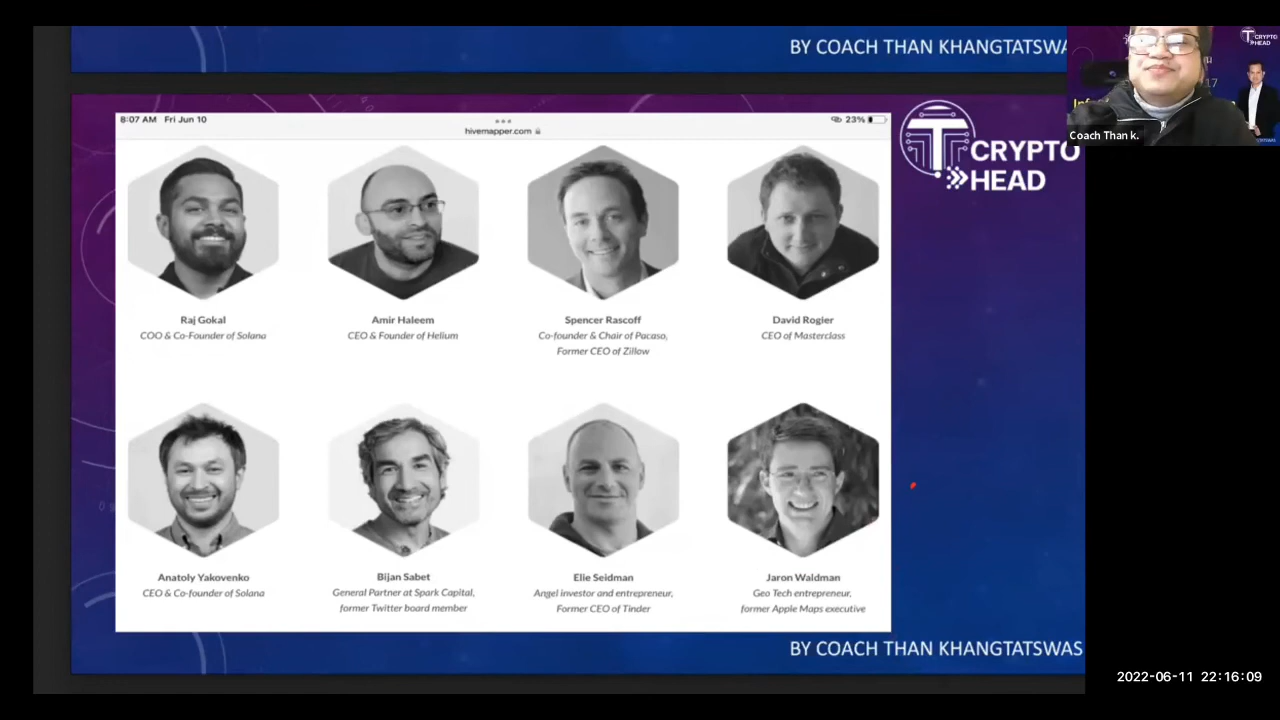 BY COACH THAN KHANGTATSWA
CRYPTO
HEAD
17
Coach Than k.
8:07 AM Fri Jun 10
hivemapper.com
23%
T
CRYPTO
HEAD
Raj Gokal
COO & Co-Founder of Solana
Amir Haleem
CEO & Founder of Helium
Spencer Rascoff
Co-founder & Chair of Pacaso,
Former CEO of Zillow
David Rogier
CEO of Masterclass
Anatoly Yakovenko
CEO & Co-founder of Solana
Bijan Sabet
General Partner at Spark Capital,
former Twitter board member
Elie Seidman
Angel investor and entrepreneur,
Former CEO of Tinder
Jaron Waldman
Geo Tech entrepreneur,
former Apple Maps executive
BY COACH THAN KHANGTATSWAS
2022-06-11 22:16:09